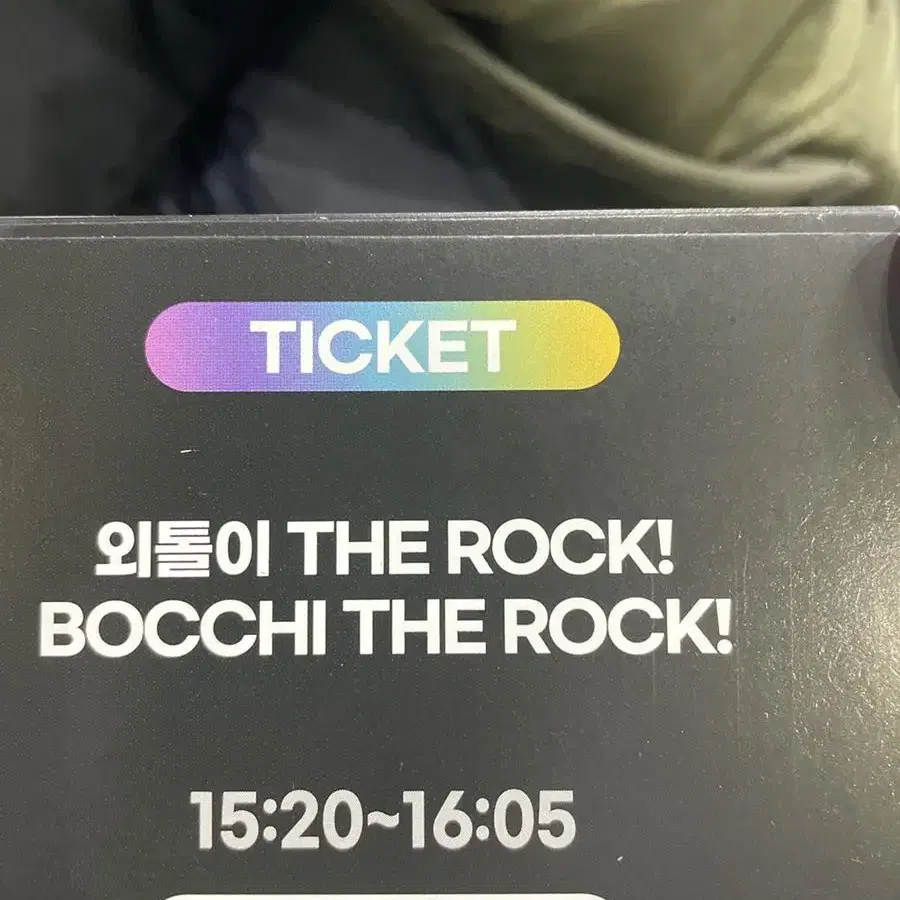 TICKET
외톨이 THE ROCK!
BOCCHI THE ROCK!
15:20~16:05